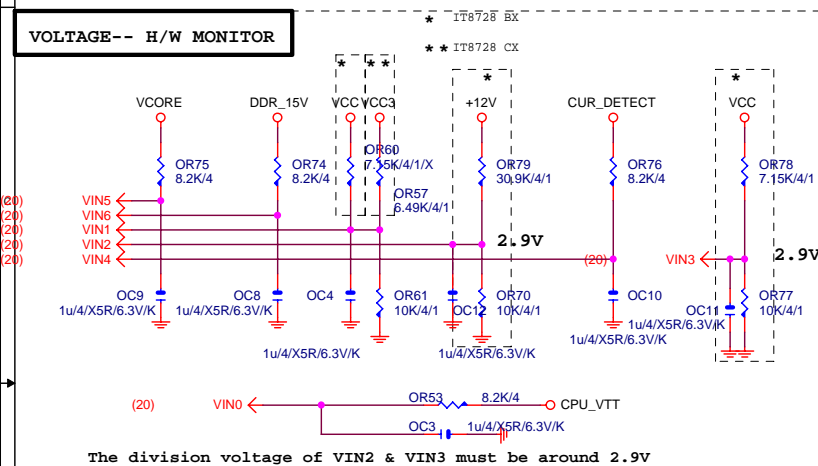 * IT8728 BX
VOLTAGE-- H/W MONITOR
* * IT8728 CX
* * * * *
VCORE DDR_15V VCC VCC3 +12V CUR_DETECT VCC
OR60
OR75 OR74 7.15K/4/1/X OR79 OR76 OR78
8.2K/4 8.2K/4 30.9K/4/1 8.2K/4 7.15K/4/1
OR57
6.49K/4/1
(20) VIN5
(20) VIN6
(20) VIN1
(20) VIN2 2.9V
(20) VIN4 (20) VIN3 2.9V
OC9 OC8 OC4 OR61 OC12 OR70 OC10 OC11 OR77
1u/4/X5R/6.3V/K 1u/4/X5R/6.3V/K 10K/4/1 10K/4/1 1u/4/X5R/6.3V/K 10K/4/1
1u/4/X5R/6.3V/K 1u/4/X5R/6.3V/K 1u/4/X5R/6.3V/K
(20) VIN0 OR53 8.2K/4 CPU_VTT
OC3 1u/4/X5R/6.3V/K
The division voltage of VIN2 & VIN3 must be around 2.9V